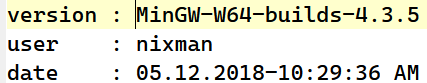 version : MinGW-W64-builds-4.3.5
user    : nixman
date    : 05.12.2018-10:29:36 AM